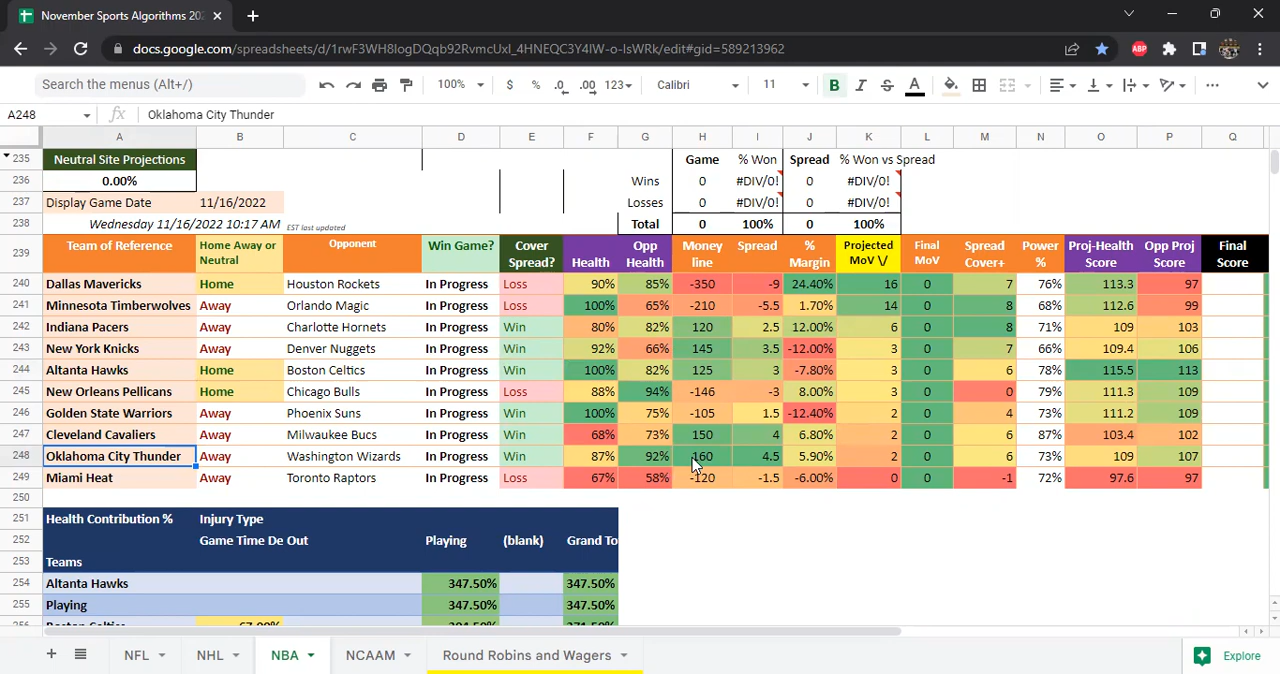 November Sports Algorithms 202
docs.google.com/spreadsheets/d/1rwF3WH8logDQqb92RvmcUxl_4HNEQC3Y4IW-o-lsWRk/edit#gid=589213962
ABP
Search the menus (Alt+/) 100% $ % .0 .00 123 Calibri 11 B I S A
A248 fx Oklahoma City Thunder
A B C D E F G H I J K L M N O P Q
235 Neutral Site Projections Game % Won Spread % Won vs Spread
236 0.00% Wins 0 #DIV/0! 0 #DIV/0!
237 Display Game Date 11/16/2022 Losses 0 #DIV/0! 0 #DIV/0!
238 Wednesday 11/16/2022 10:17 AM EST last updated Total 0 100% 0 100%
239 Team of Reference Home Away or Neutral Opponent Win Game? Cover Spread? Health Opp Health Money line Spread % Margin Projected MoV \/ Final MoV Spread Cover+ Power % Proj-Health Score Opp Proj Score Final Score
240 Dallas Mavericks Home Houston Rockets In Progress Loss 90% 85% -350 -9 24.40% 16 0 7 76% 113.3 97
241 Minnesota Timberwolves Away Orlando Magic In Progress Loss 100% 65% -210 -5.5 1.70% 14 0 8 68% 112.6 99
242 Indiana Pacers Away Charlotte Hornets In Progress Win 80% 82% 120 2.5 12.00% 6 0 8 71% 109 103
243 New York Knicks Away Denver Nuggets In Progress Win 92% 66% 145 3.5 -12.00% 3 0 7 66% 109.4 106
244 Altanta Hawks Home Boston Celtics In Progress Win 100% 82% 125 3 -7.80% 3 0 6 78% 115.5 113
245 New Orleans Pellicans Home Chicago Bulls In Progress Loss 88% 94% -146 -3 8.00% 3 0 0 79% 111.3 109
246 Golden State Warriors Away Phoenix Suns In Progress Win 100% 75% -105 1.5 -12.40% 2 0 4 73% 111.2 107
247 Cleveland Cavaliers Away Milwaukee Bucs In Progress Win 68% 73% 150 4 6.80% 2 0 6 87% 103.4 102
248 Oklahoma City Thunder Away Washington Wizards In Progress Win 87% 92% 160 4.5 5.90% 2 0 6 73% 109 107
249 Miami Heat Away Toronto Raptors In Progress Loss 67% 58% -120 -1.5 -6.00% 0 0 -1 72% 97.6 97
250
251 Health Contribution % Injury Type
252 Game Time De Out Playing (blank) Grand To
253 Teams
254 Altanta Hawks 347.50% 347.50%
255 Playing 347.50% 347.50%
NFL NHL NBA NCAAM Round Robins and Wagers Explore